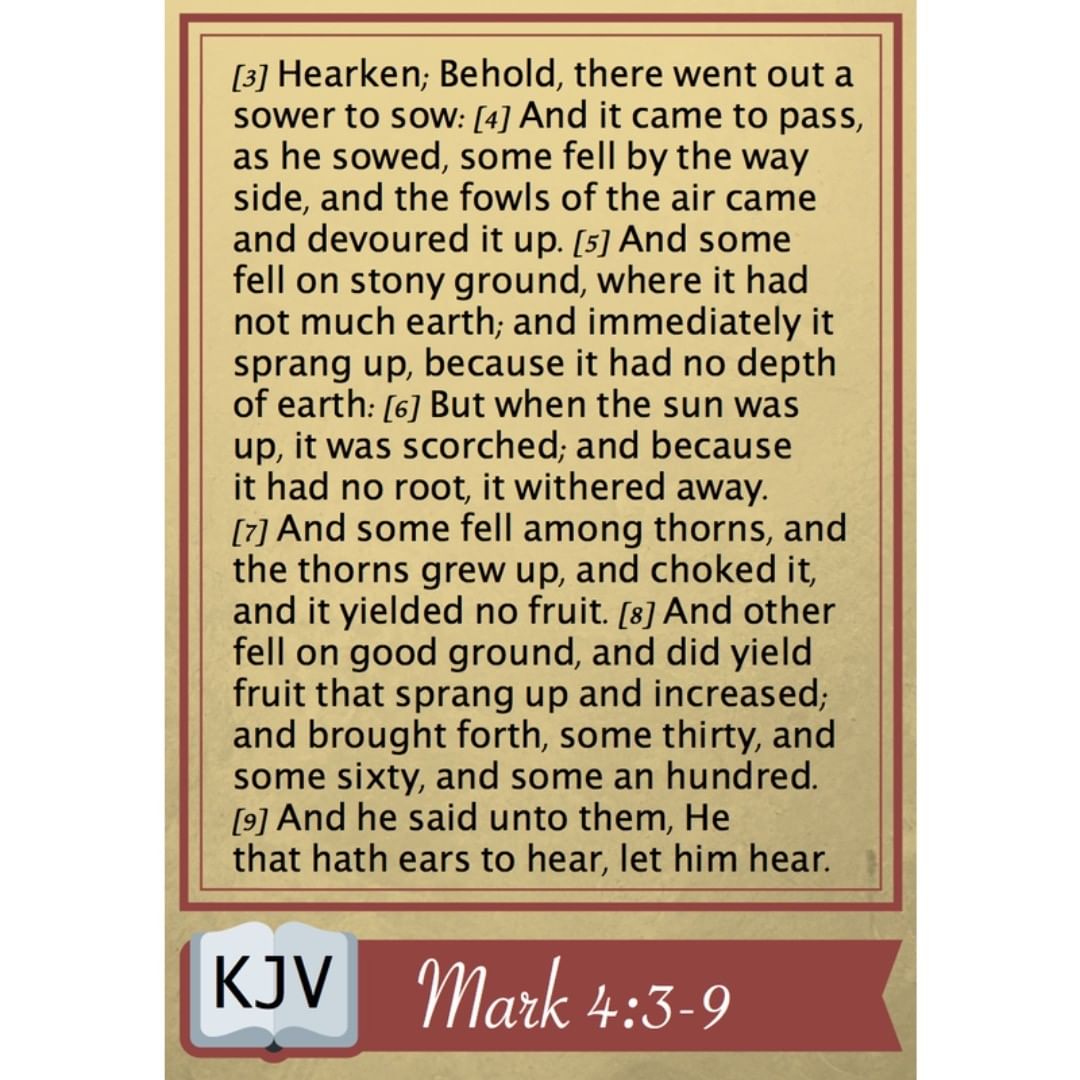 [3] Hearken; Behold, there went out a
sower to sow: [4] And it came to pass,
as he sowed, some fell by the way
side, and the fowls of the air came
and devoured it up. [5] And some
fell on stony ground, where it had
not much earth; and immediately it
sprang up, because it had no depth
of earth: [6] But when the sun was
up, it was scorched; and because
it had no root, it withered away.
[7] And some fell among thorns, and
the thorns grew up, and choked it,
and it yielded no fruit. [8] And other
fell on good ground, and did yield
fruit that sprang up and increased;
and brought forth, some thirty, and
some sixty, and some an hundred.
[9] And he said unto them, He
that hath ears to hear, let him hear.
KJV
Mark 4:3-9